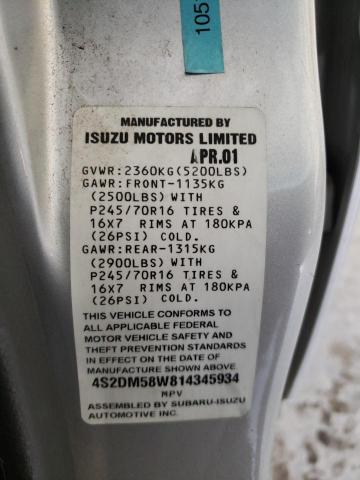 105
MANUFACTURED BY
ISUZU MOTORS LIMITED
APR.01
GVWR:2360KG(5200LBS)
GAWR:FRONT-1135KG
(2500LBS) WITH
P245/70R16 TIRES &
16x7 RIMS AT 180KPA
(26PSI) COLD.
GAWR:REAR-1315KG
(2900LBS) WITH
P245/70R16 TIRES &
16x7 RIMS AT 180KPA
(26PSI) COLD.
THIS VEHICLE CONFORMS TO
ALL APPLICABLE FEDERAL
MOTOR VEHICLE SAFETY AND
THEFT PREVENTION STANDARDS
IN EFFECT ON THE DATE OF
MANUFACTURE SHOWN ABOVE.
4S2DM58W814345934
MPV
ASSEMBLED BY SUBARU-ISUZU
AUTOMOTIVE INC.